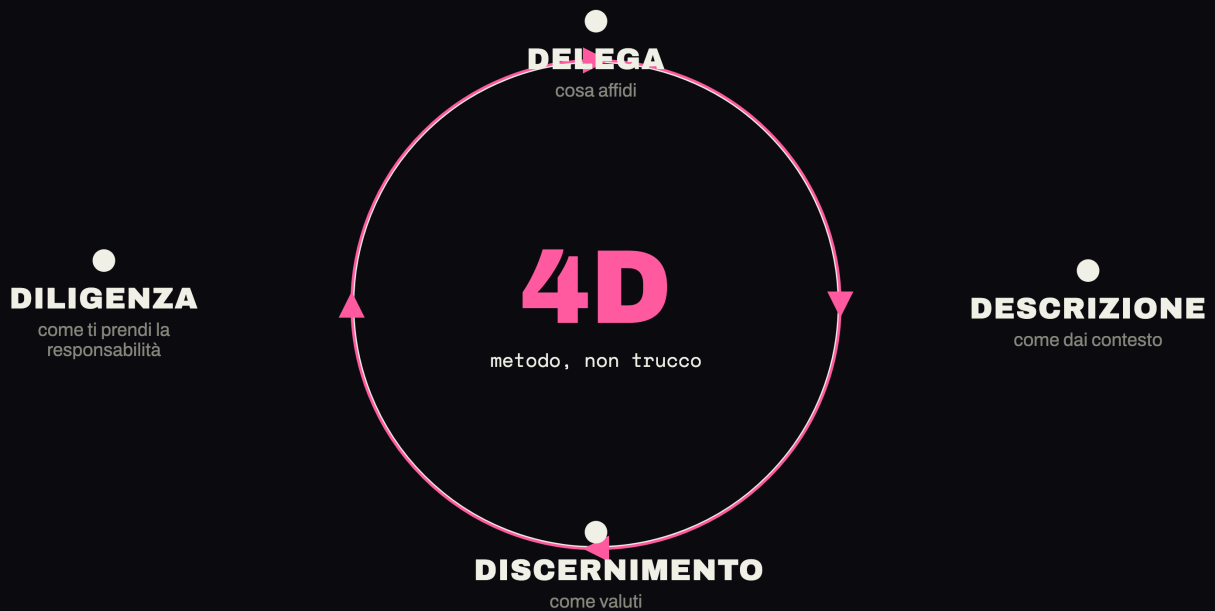 DELEGA
cosa affidi
4D
metodo, non trucco
DILIGENZA
come ti prendi la
responsabilità
DESCRIZIONE
come dai contesto
DISCERNIMENTO
come valuti